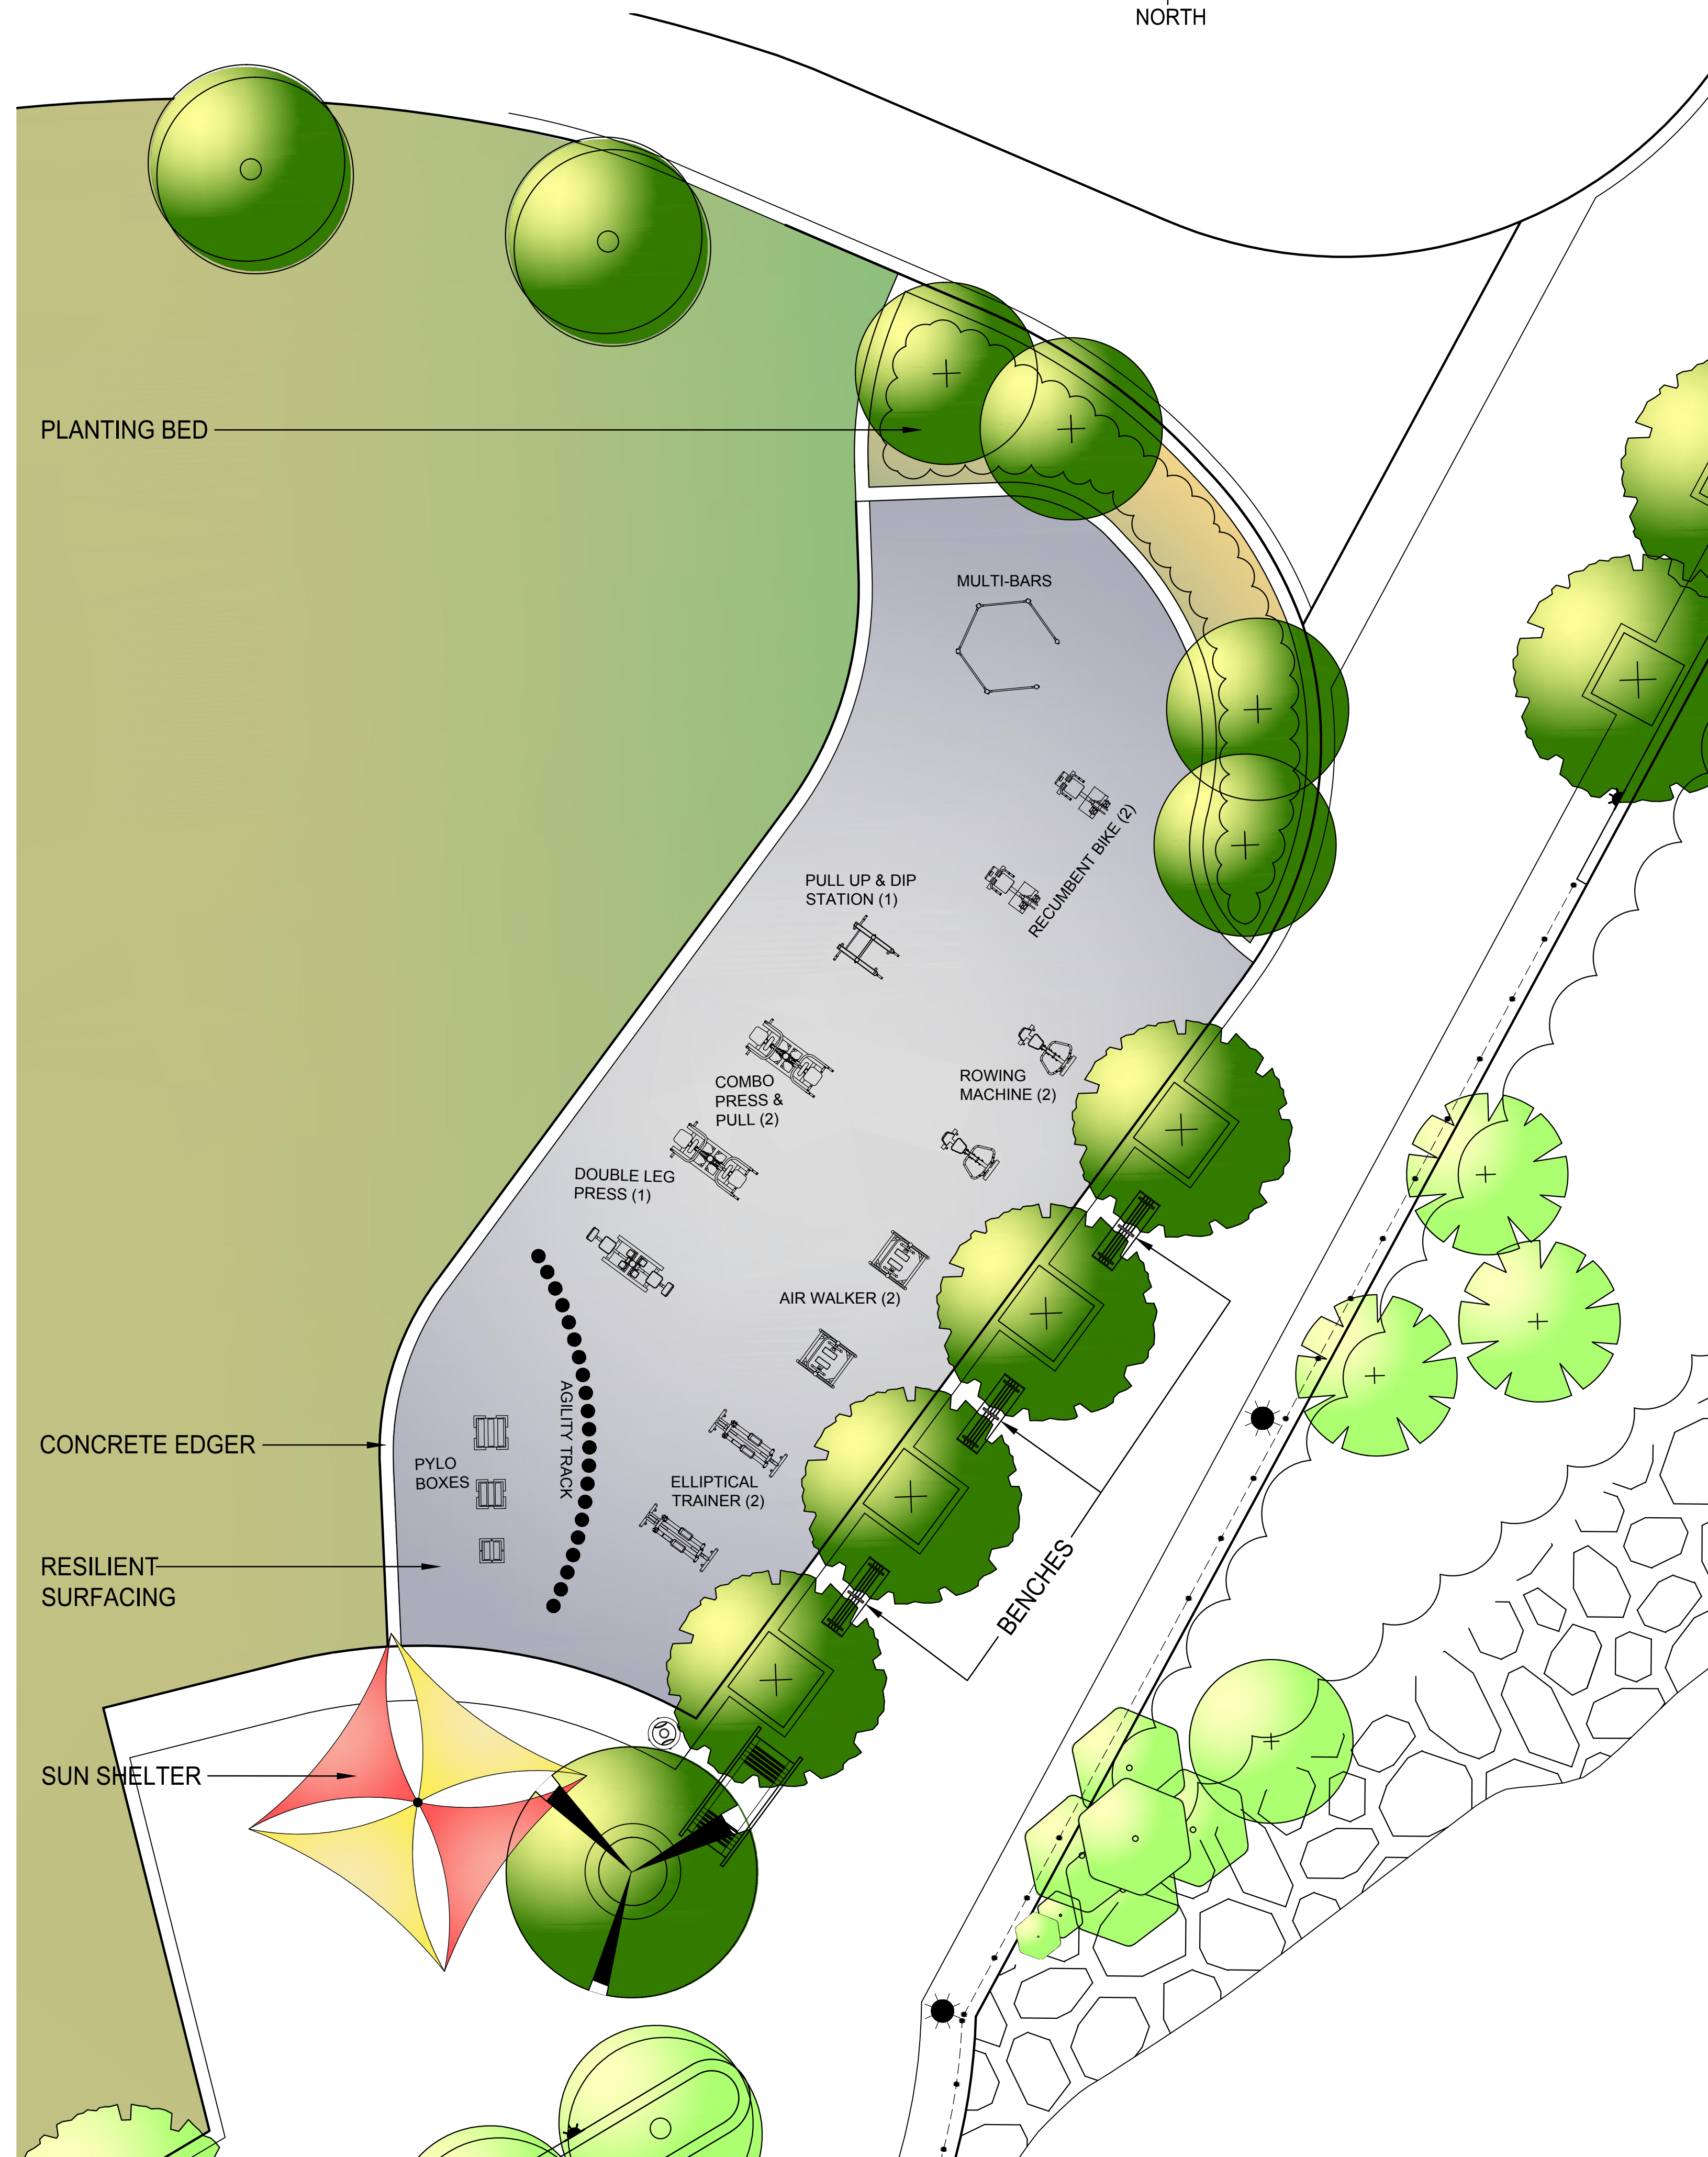 NORTH
PLANTING BED
MULTI-BARS
RECUMBENT BIKE (2)
PULL UP & DIP
STATION (1)
COMBO
PRESS &
PULL (2)
ROWING
MACHINE (2)
DOUBLE LEG
PRESS (1)
AIR WALKER (2)
AGILITY TRACK
CONCRETE EDGER
PYLO
BOXES
ELLIPTICAL
TRAINER (2)
BENCHES
RESILIENT
SURFACING
SUN SHELTER